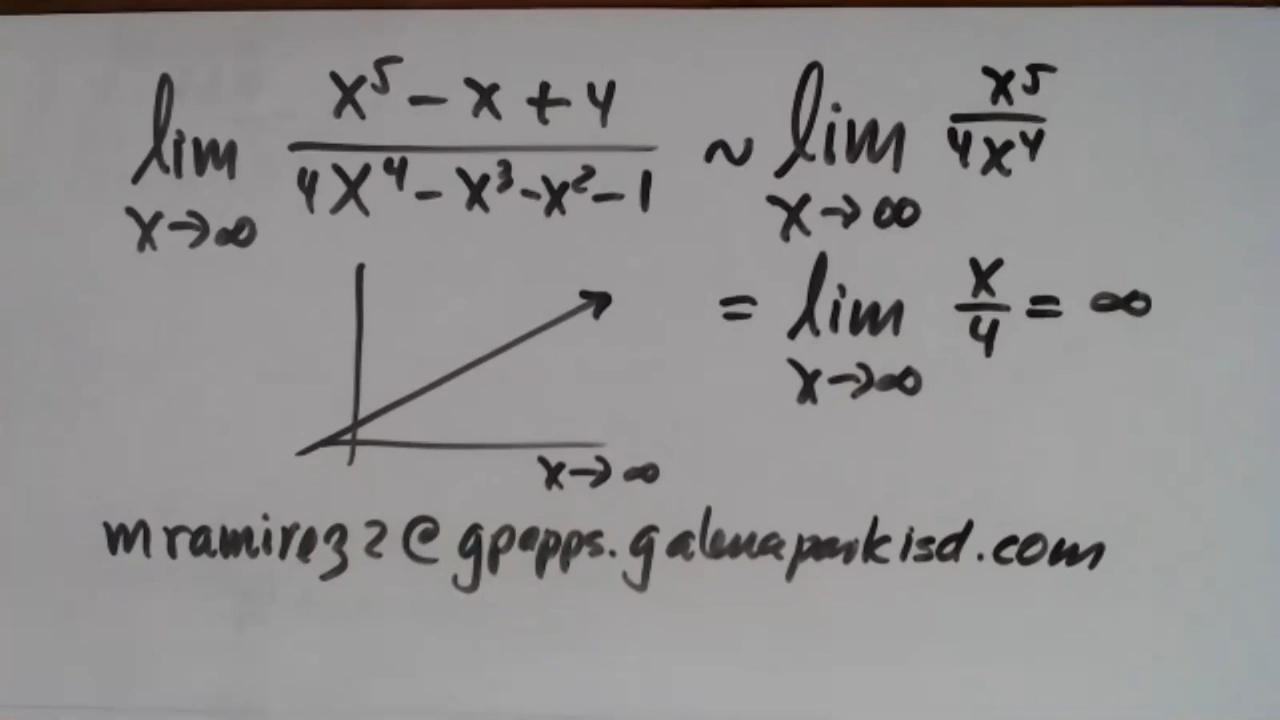 lim x→∞ (x⁵ - x + 4)/(4x⁴ - x³ - x² - 1) ~ lim x→∞ x⁵/4x⁴
= lim x→∞ x/4 = ∞
x→∞
mramirez2@gpapps.galenaparkisd.com